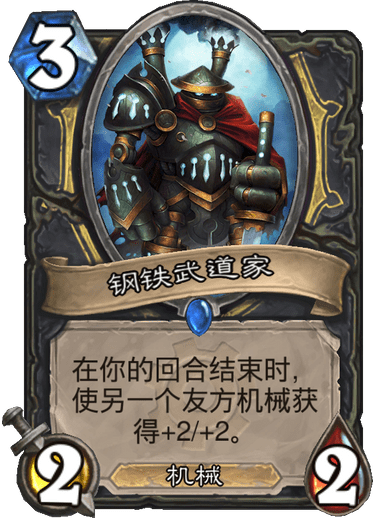 3
钢铁武道家
在你的回合结束时，
使另一个友方机械获
得+2/+2。
2
机械
2